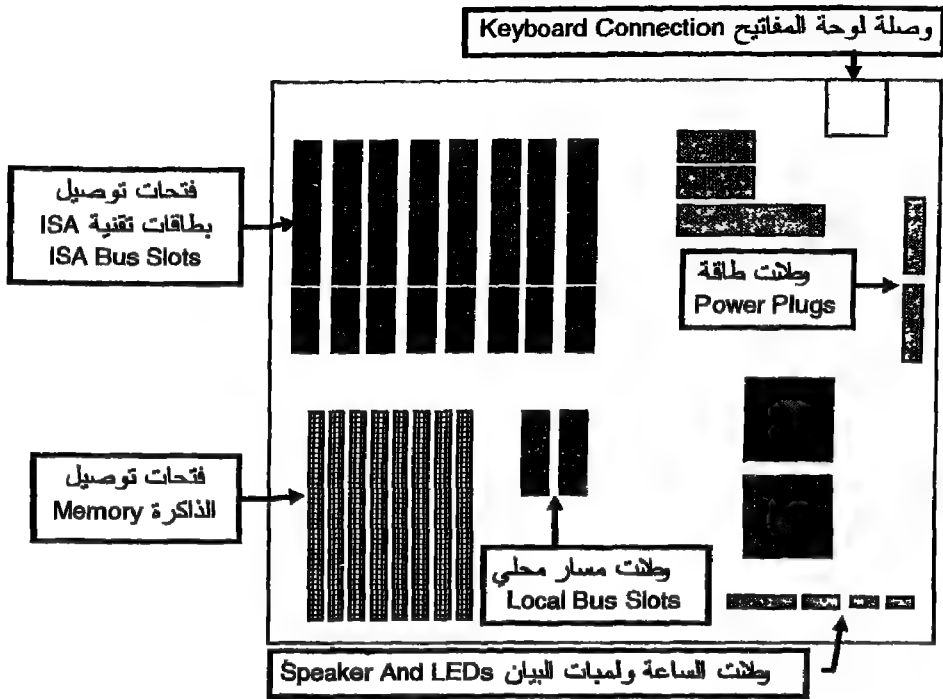 وصلة لوحة المفاتيح Keyboard Connection
فتحات توصيل
بطاقات تقنية ISA
ISA Bus Slots
وصلات طاقة
Power Plugs
فتحات توصيل
الذاكرة Memory
وصلات مسار محلي
Local Bus Slots
وصلات الساعة ولمبات البيان Speaker And LEDs